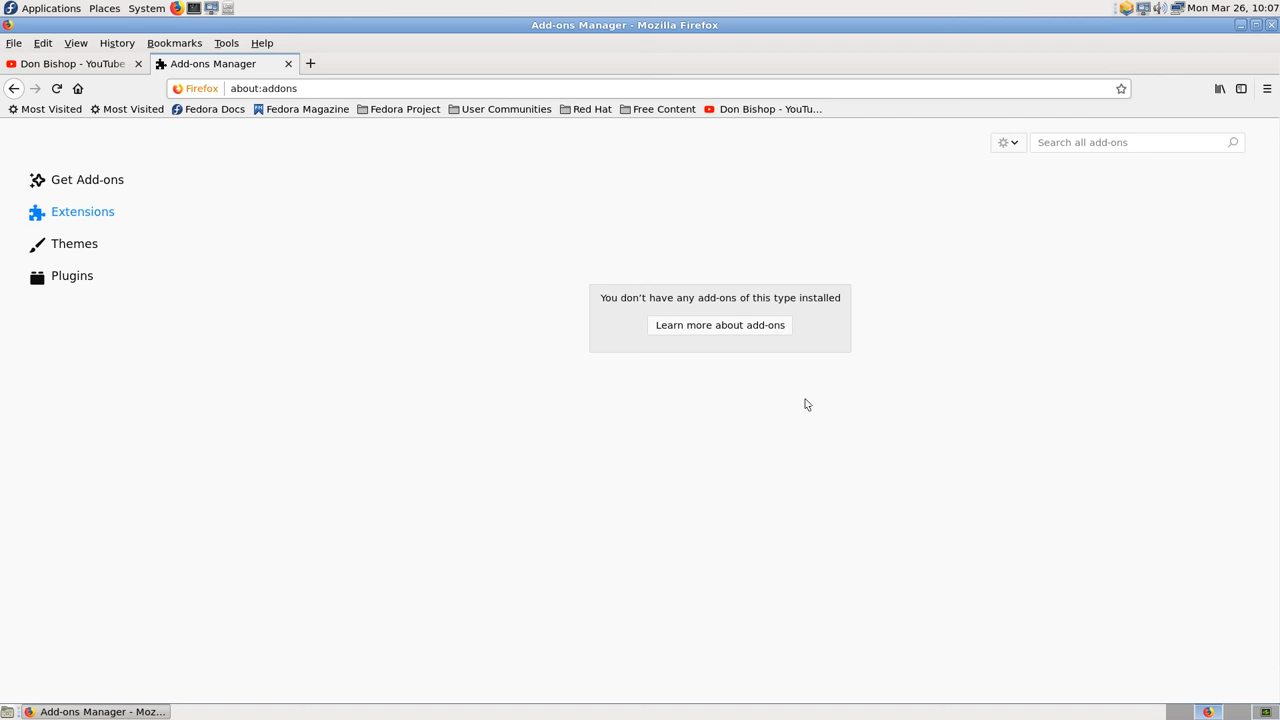 Applications Places System Mon Mar 26, 10:07
Add-ons Manager - Mozilla Firefox
File Edit View History Bookmarks Tools Help
Don Bishop - YouTube Add-ons Manager
Firefox about:addons
Most Visited Most Visited Fedora Docs Fedora Magazine Fedora Project User Communities Red Hat Free Content Don Bishop - YouTu...
Search all add-ons
Get Add-ons
Extensions
Themes
Plugins
You don’t have any add-ons of this type installed
Learn more about add-ons
Add-ons Manager - Moz...